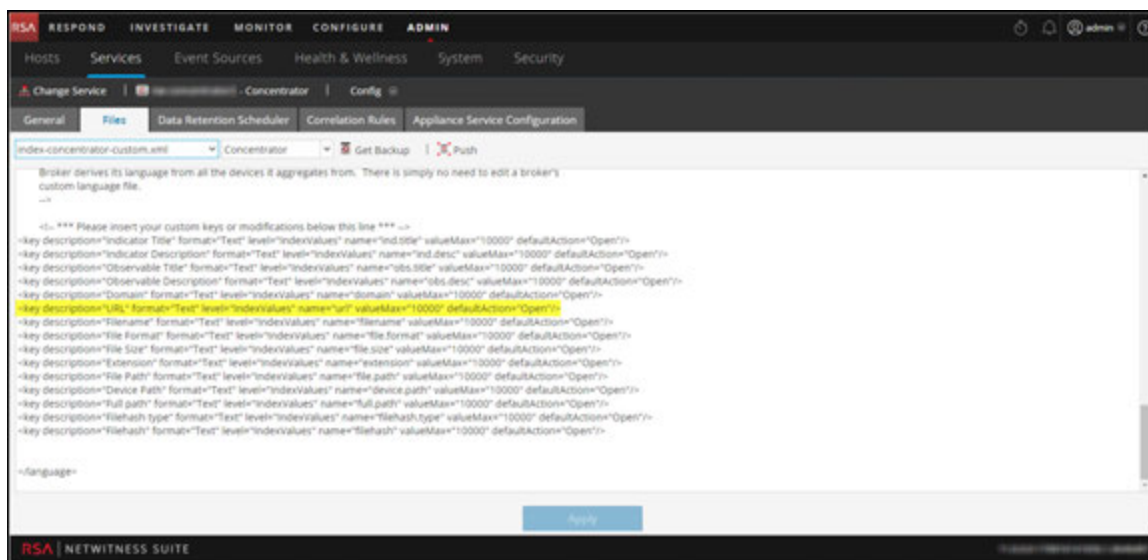 RSA RESPOND INVESTIGATE MONITOR CONFIGURE ADMIN admin
Hosts Services Event Sources Health & Wellness System Security
Change Service | - Concentrator | Config
General Files Data Retention Scheduler Correlation Rules Appliance Service Configuration
index-concentrator-custom.xml Concentrator Get Backup | Push
Broker derives its language from all the devices it aggregates from. There is simply no need to edit a broker's
custom language file.
-->
<!-- *** Please insert your custom keys or modifications below this line *** -->
<key description="Indicator Title" format="Text" level="IndexValues" name="ind.title" valueMax="10000" defaultAction="Open"/>
<key description="Indicator Description" format="Text" level="IndexValues" name="ind.desc" valueMax="10000" defaultAction="Open"/>
<key description="Observable Title" format="Text" level="IndexValues" name="obs.title" valueMax="10000" defaultAction="Open"/>
<key description="Observable Description" format="Text" level="IndexValues" name="obs.desc" valueMax="10000" defaultAction="Open"/>
<key description="Domain" format="Text" level="IndexValues" name="domain" valueMax="10000" defaultAction="Open"/>
<key description="URL" format="Text" level="IndexValues" name="url" valueMax="10000" defaultAction="Open"/>
<key description="Filename" format="Text" level="IndexValues" name="filename" valueMax="10000" defaultAction="Open"/>
<key description="File Format" format="Text" level="IndexValues" name="file.format" valueMax="10000" defaultAction="Open"/>
<key description="File Size" format="Text" level="IndexValues" name="file.size" valueMax="10000" defaultAction="Open"/>
<key description="Extension" format="Text" level="IndexValues" name="extension" valueMax="10000" defaultAction="Open"/>
<key description="File Path" format="Text" level="IndexValues" name="file.path" valueMax="10000" defaultAction="Open"/>
<key description="Device Path" format="Text" level="IndexValues" name="device.path" valueMax="10000" defaultAction="Open"/>
<key description="Full path" format="Text" level="IndexValues" name="full.path" valueMax="10000" defaultAction="Open"/>
<key description="Filehash type" format="Text" level="IndexValues" name="filehash.type" valueMax="10000" defaultAction="Open"/>
<key description="Filehash" format="Text" level="IndexValues" name="filehash" valueMax="10000" defaultAction="Open"/>
</language>
Apply
RSA | NETWITNESS SUITE